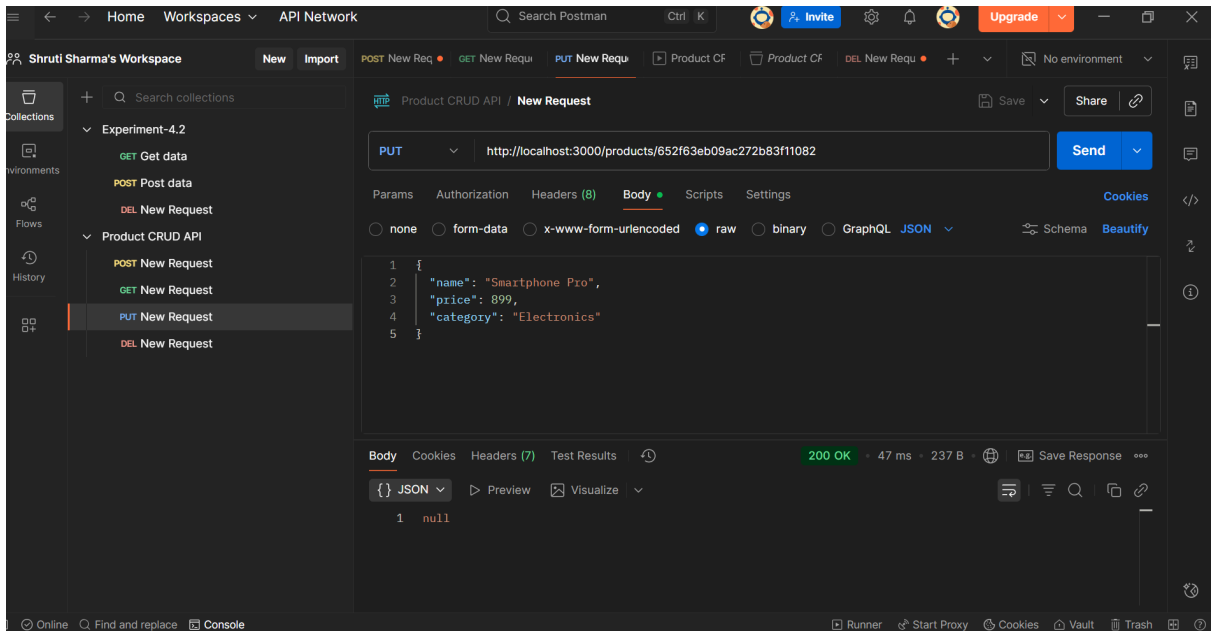 Home Workspaces API Network Search Postman Ctrl K Invite Upgrade
Shruti Sharma's Workspace New Import POST New Req GET New Requ PUT New Requ Product CF Product CF DEL New Requ No environment
Collections Search collections Product CRUD API / New Request Save Share
Experiment-4.2
GET Get data PUT http://localhost:3000/products/652f63eb09ac272b83f11082 Send
nvironments
POST Post data
DEL New Request Params Authorization Headers (8) Body Scripts Settings Cookies
Flows
Product CRUD API none form-data x-www-form-urlencoded raw binary GraphQL JSON Schema Beautify
POST New Request 1 {
History
GET New Request 2 "name": "Smartphone Pro",
3 "price": 899,
PUT New Request 4 "category": "Electronics"
5 }
DEL New Request
Body Cookies Headers (7) Test Results 200 OK 47 ms 237 B e.g. Save Response
{} JSON Preview Visualize
1 null
Online Find and replace Console Runner Start Proxy Cookies Vault Trash